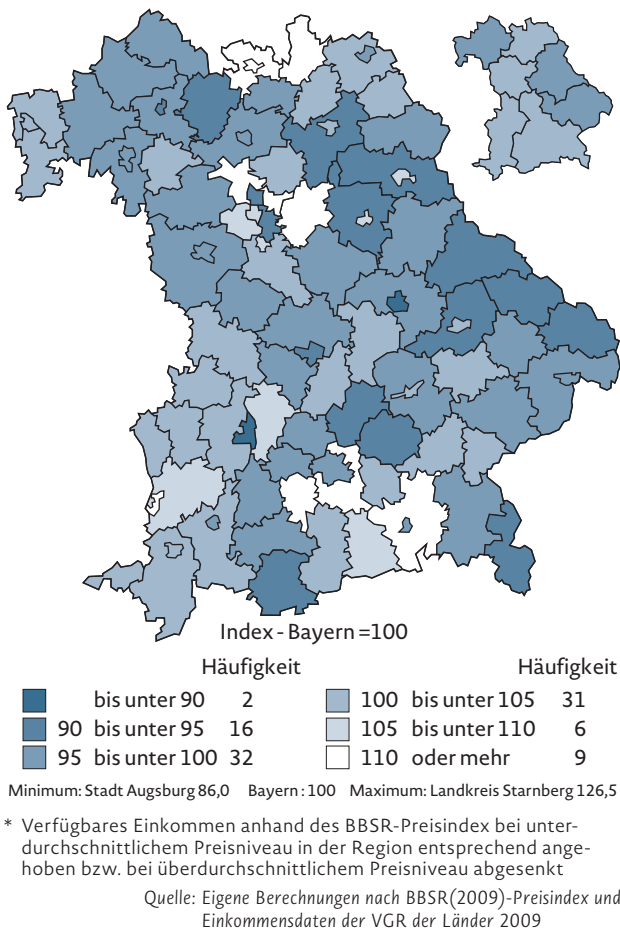 Index - Bayern =100
Häufigkeit Häufigkeit
bis unter 90 2 100 bis unter 105 31
90 bis unter 95 16 105 bis unter 110 6
95 bis unter 100 32 110 oder mehr 9
Minimum: Stadt Augsburg 86,0 Bayern : 100 Maximum: Landkreis Starnberg 126,5
* Verfügbares Einkommen anhand des BBSR-Preisindex bei unter-
durchschnittlichem Preisniveau in der Region entsprechend ange-
hoben bzw. bei überdurchschnittlichem Preisniveau abgesenkt
Quelle: Eigene Berechnungen nach BBSR(2009)-Preisindex und
Einkommensdaten der VGR der Länder 2009